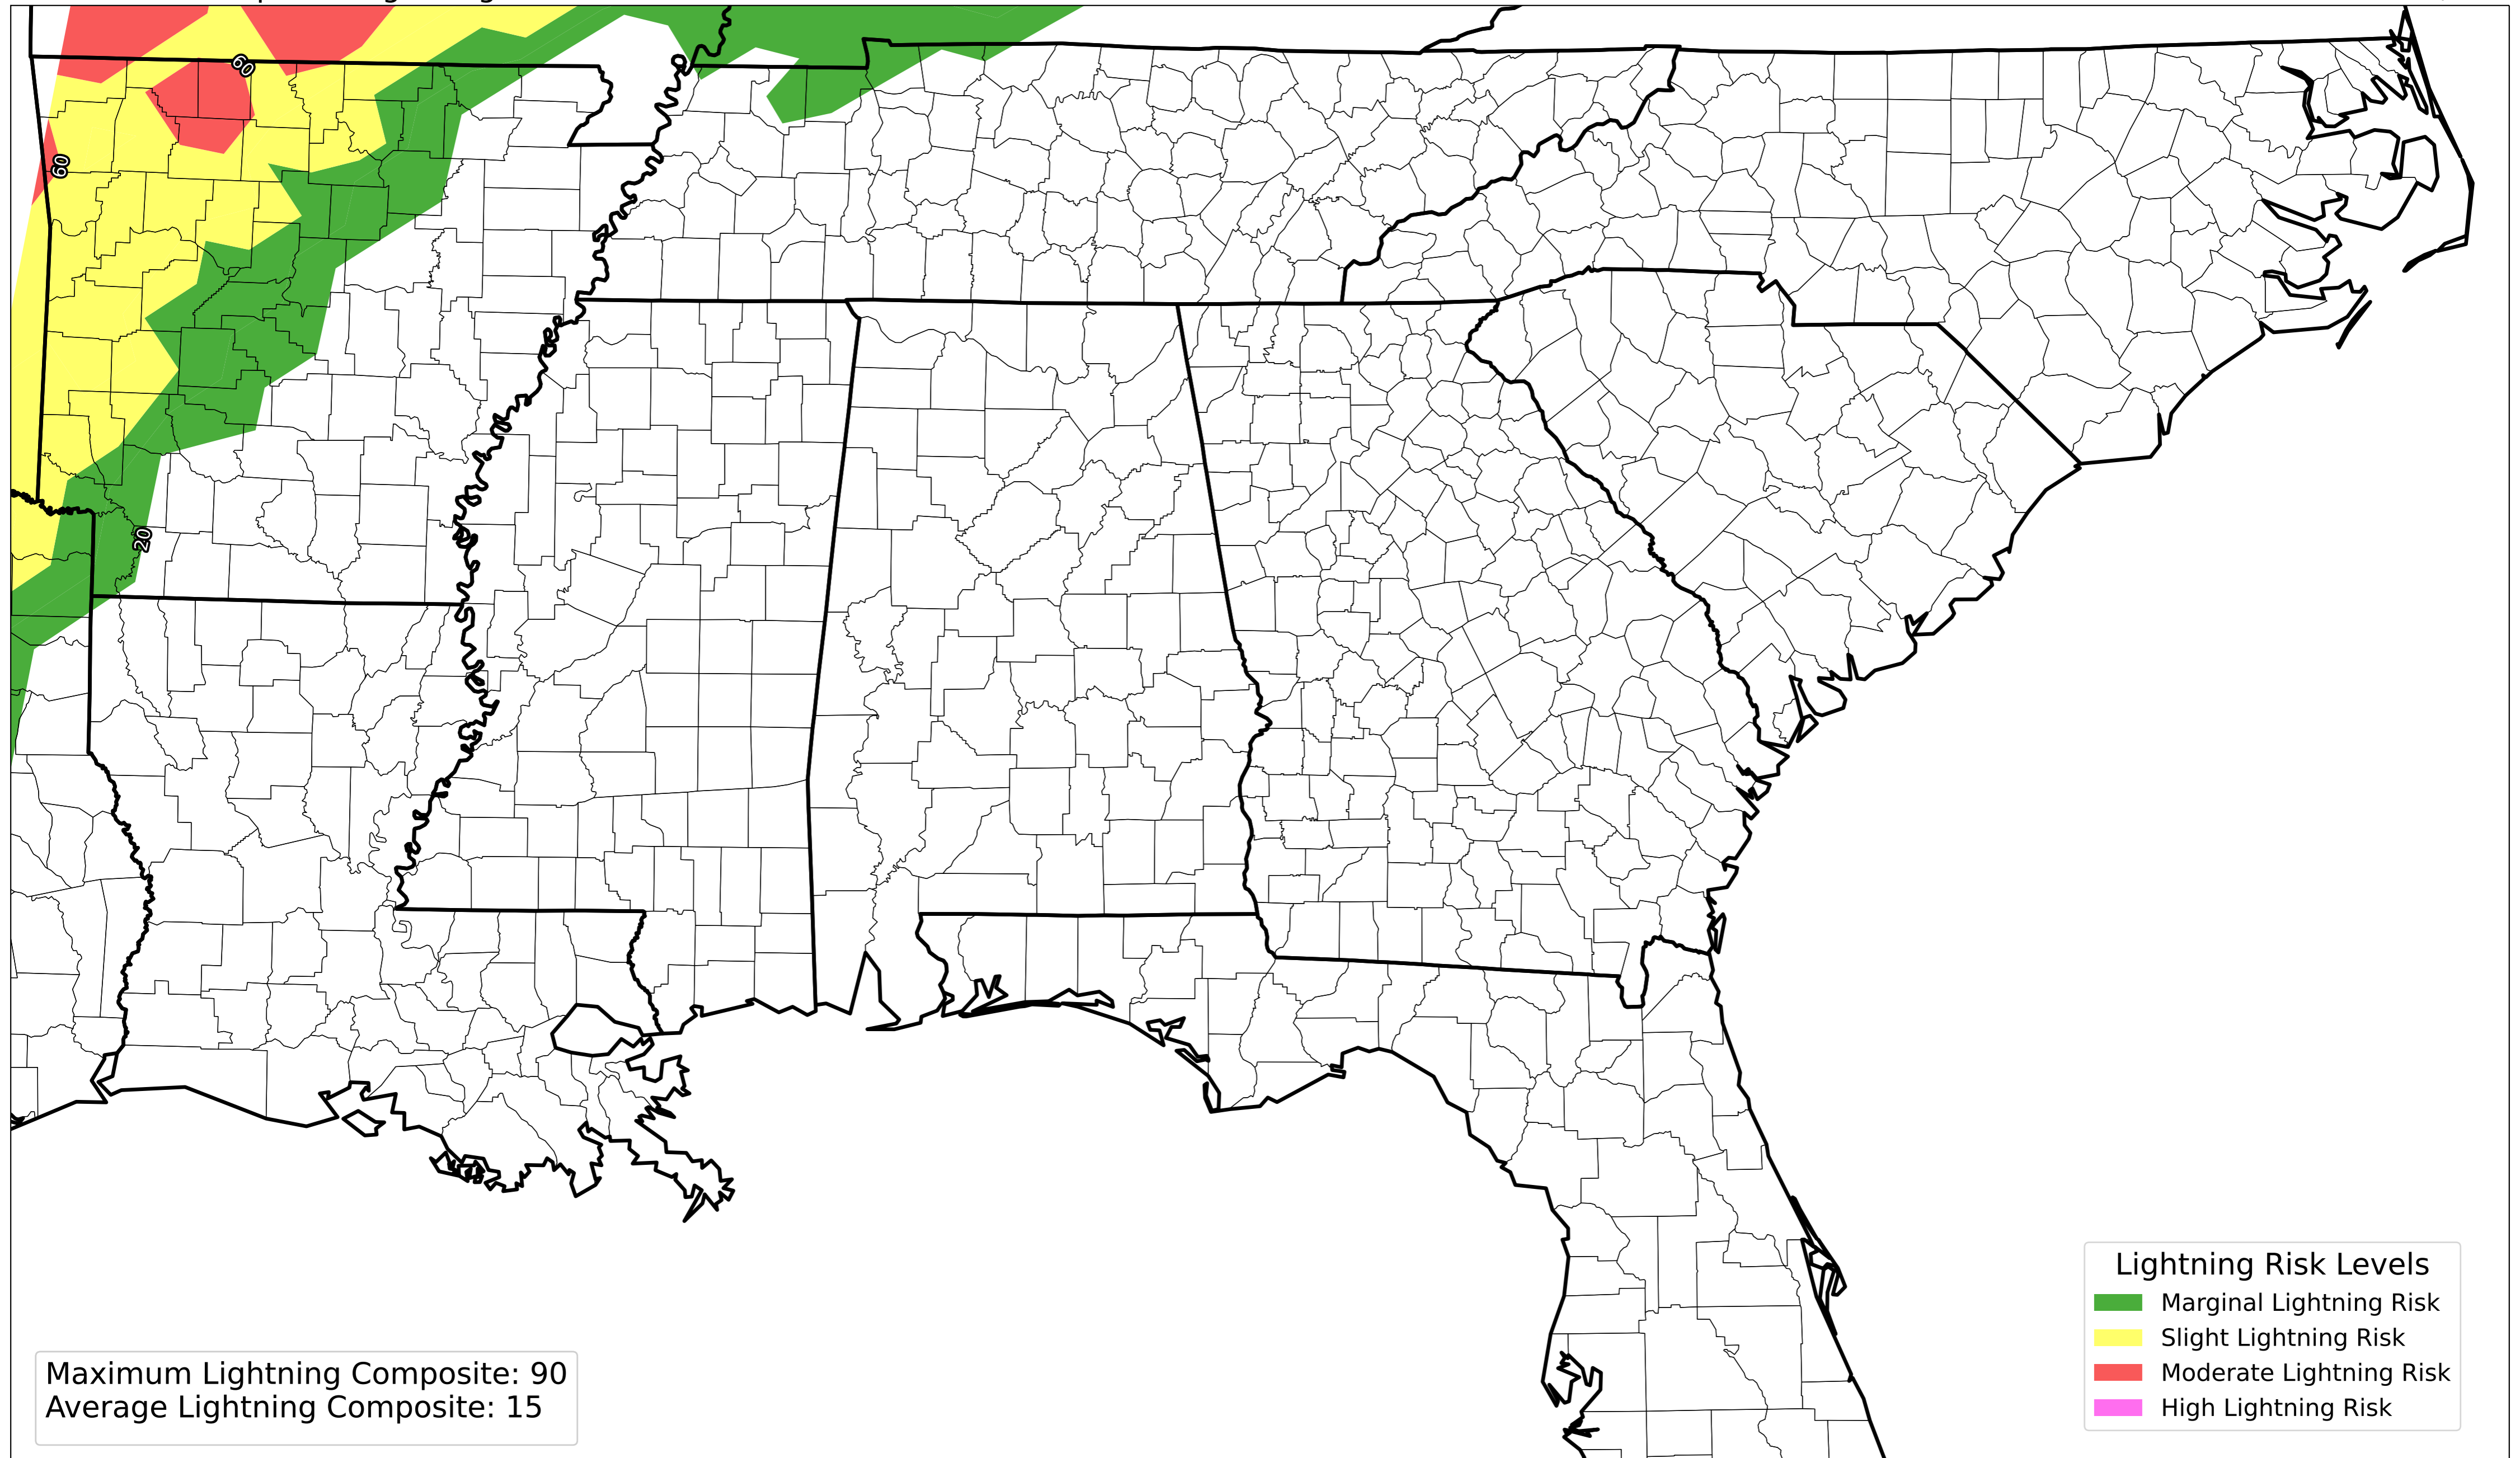 60
60
20
Lightning Risk Levels
Marginal Lightning Risk
Slight Lightning Risk
Moderate Lightning Risk
High Lightning Risk
Maximum Lightning Composite: 90
Average Lightning Composite: 15